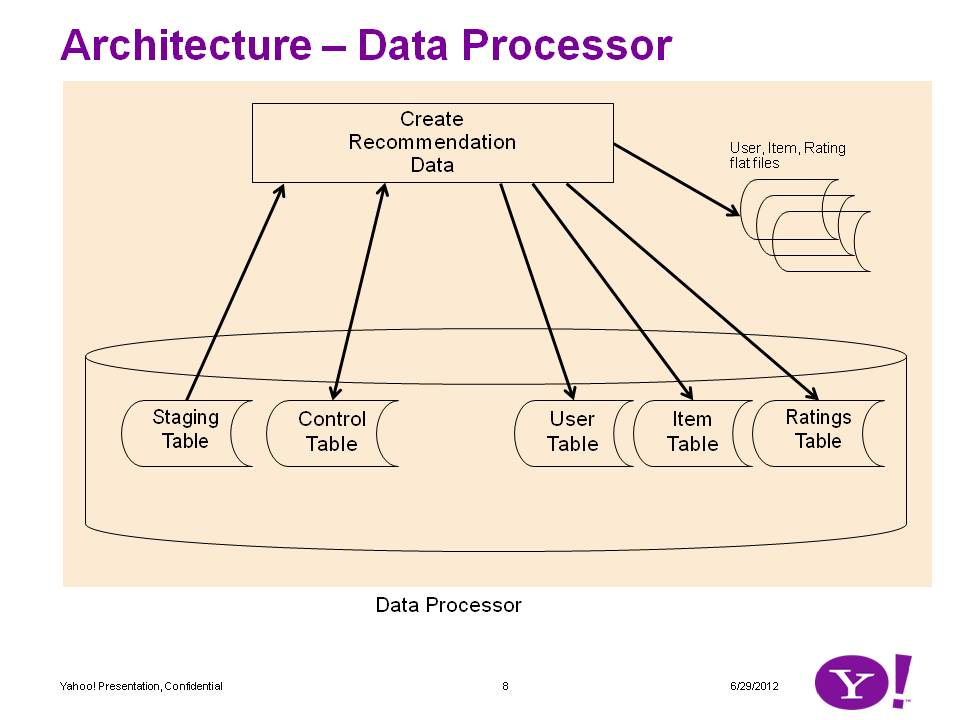 Architecture – Data Processor
Create
Recommendation
Data
User, Item, Rating
flat files
Staging
Table
Control
Table
User
Table
Item
Table
Ratings
Table
Data Processor
Yahoo! Presentation, Confidential
8
6/29/2012
Y!